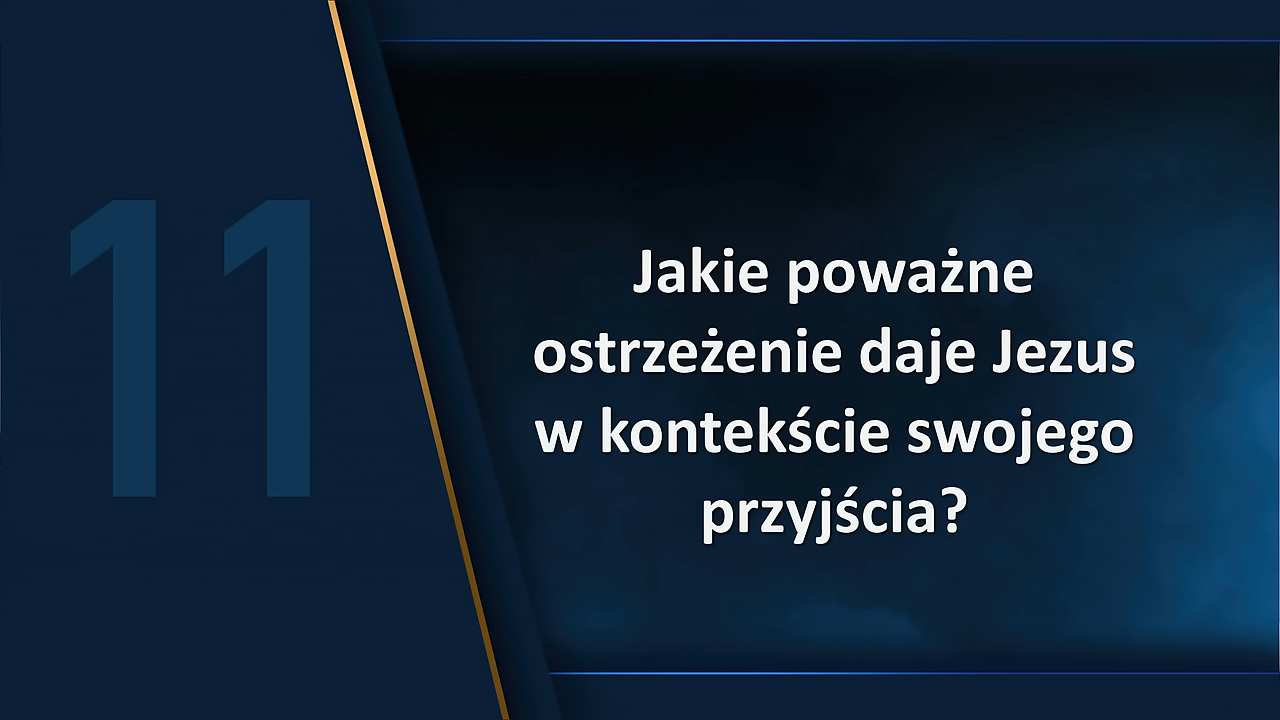 11
Jakie poważne
ostrzeżenie daje Jezus
w kontekście swojego
przyjścia?